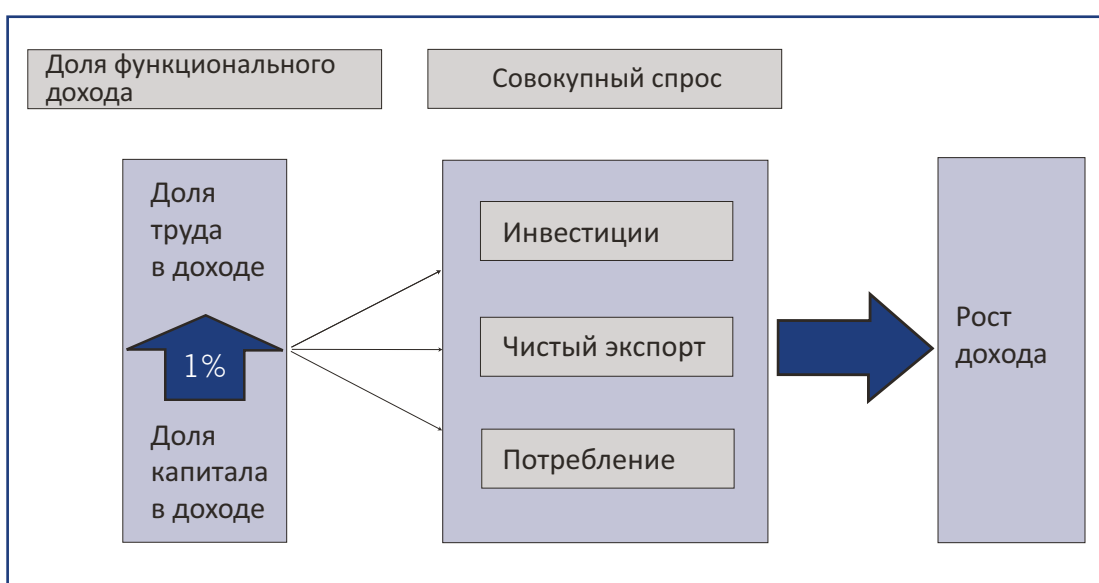 Доля функционального
дохода
Совокупный спрос
Доля
труда
в доходе
1%
Доля
капитала
в доходе
Инвестиции
Чистый экспорт
Потребление
Рост
дохода